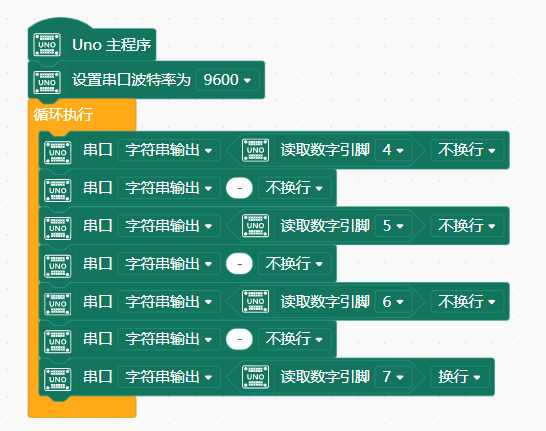 UNO Uno 主程序
UNO 设置串口波特率为 9600
循环执行
UNO 串口 字符串输出 UNO 读取数字引脚 4 不换行
UNO 串口 字符串输出 - 不换行
UNO 串口 字符串输出 UNO 读取数字引脚 5 不换行
UNO 串口 字符串输出 - 不换行
UNO 串口 字符串输出 UNO 读取数字引脚 6 不换行
UNO 串口 字符串输出 - 不换行
UNO 串口 字符串输出 UNO 读取数字引脚 7 换行